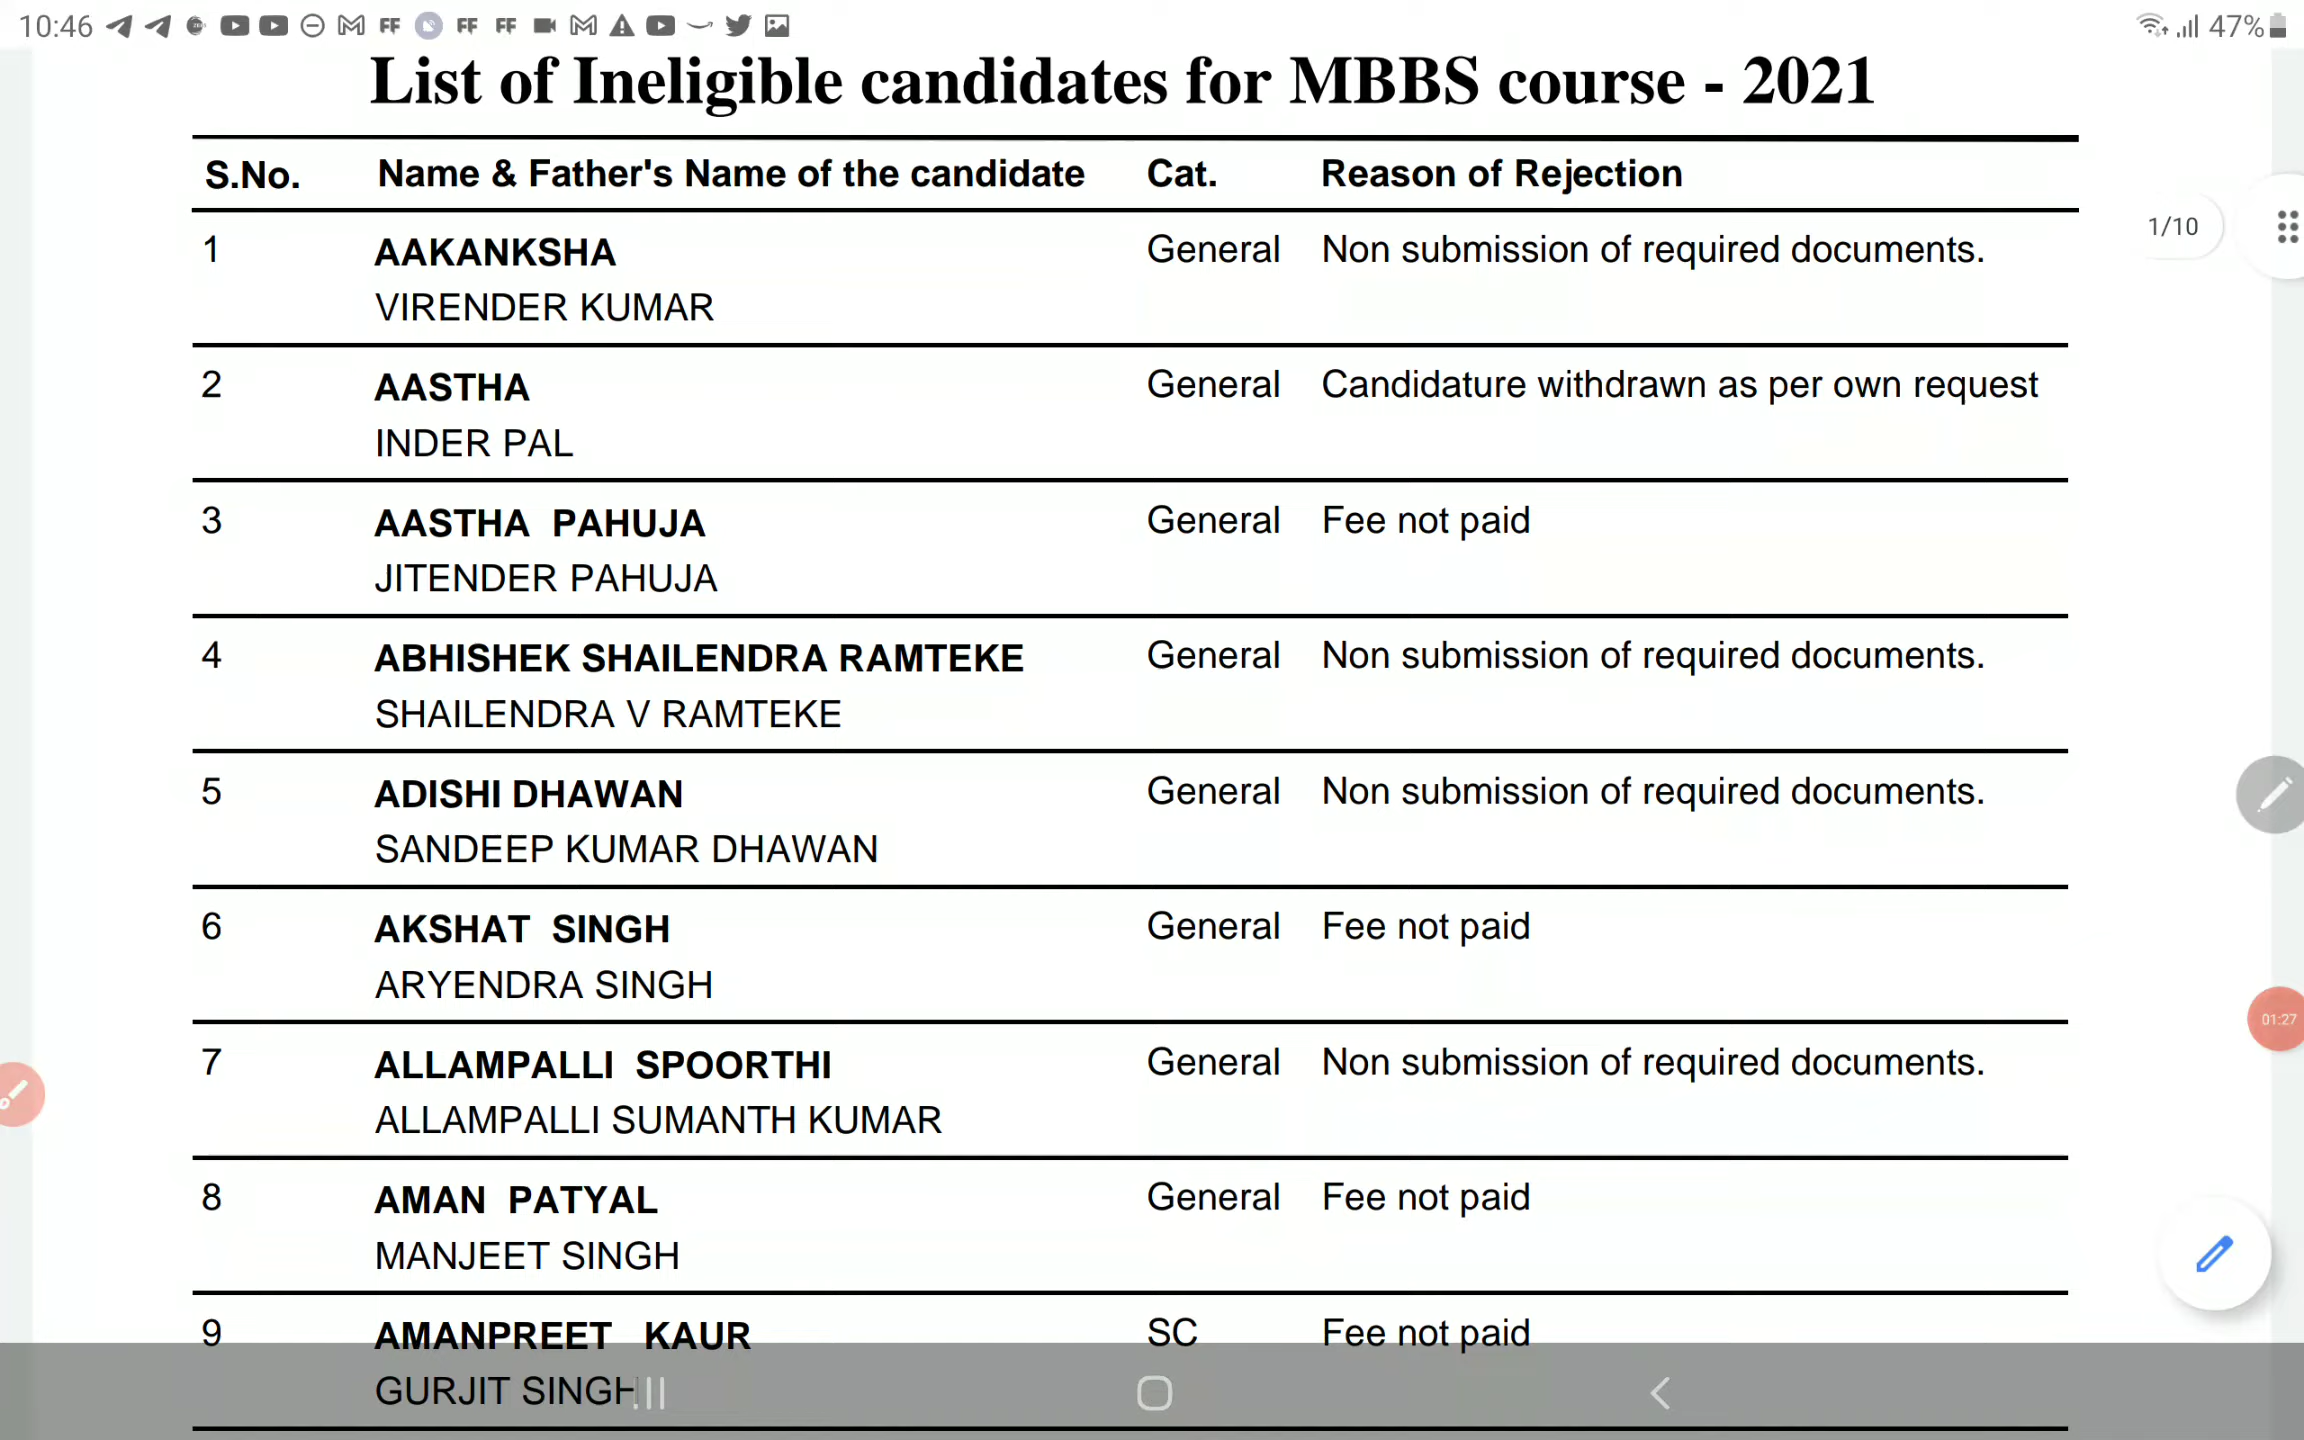 10:46
47%
List of Ineligible candidates for MBBS course - 2021
S.No. Name & Father's Name of the candidate Cat. Reason of Rejection
1/10
1 AAKANKSHA General Non submission of required documents.
VIRENDER KUMAR
2 AASTHA General Candidature withdrawn as per own request
INDER PAL
3 AASTHA PAHUJA General Fee not paid
JITENDER PAHUJA
4 ABHISHEK SHAILENDRA RAMTEKE General Non submission of required documents.
SHAILENDRA V RAMTEKE
5 ADISHI DHAWAN General Non submission of required documents.
SANDEEP KUMAR DHAWAN
6 AKSHAT SINGH General Fee not paid
ARYENDRA SINGH
01:27
7 ALLAMPALLI SPOORTHI General Non submission of required documents.
ALLAMPALLI SUMANTH KUMAR
8 AMAN PATYAL General Fee not paid
MANJEET SINGH
9 AMANPREET KAUR SC Fee not paid
GURJIT SINGH